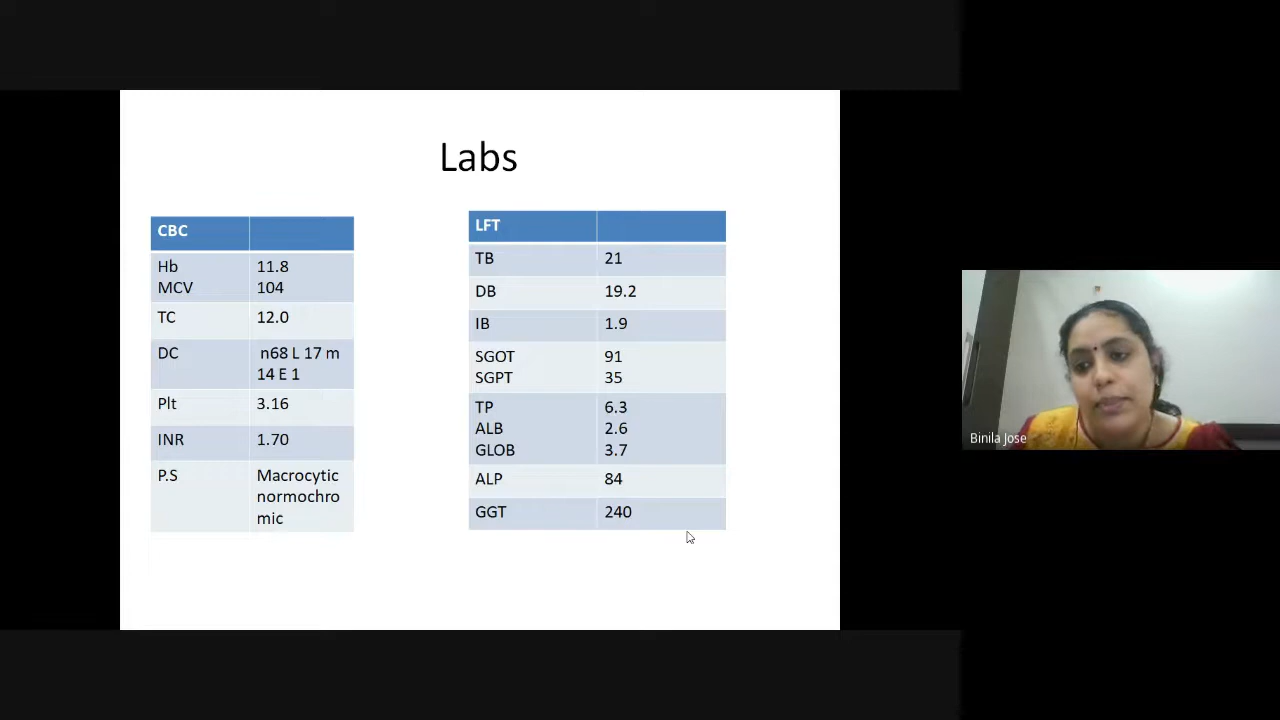 Labs
CBC
Hb 11.8
MCV 104
TC 12.0
DC n68 L 17 m
14 E 1
Plt 3.16
INR 1.70
P.S Macrocytic
normochro
mic
LFT
TB 21
DB 19.2
IB 1.9
SGOT 91
SGPT 35
TP 6.3
ALB 2.6
GLOB 3.7
ALP 84
GGT 240
Binila Jose